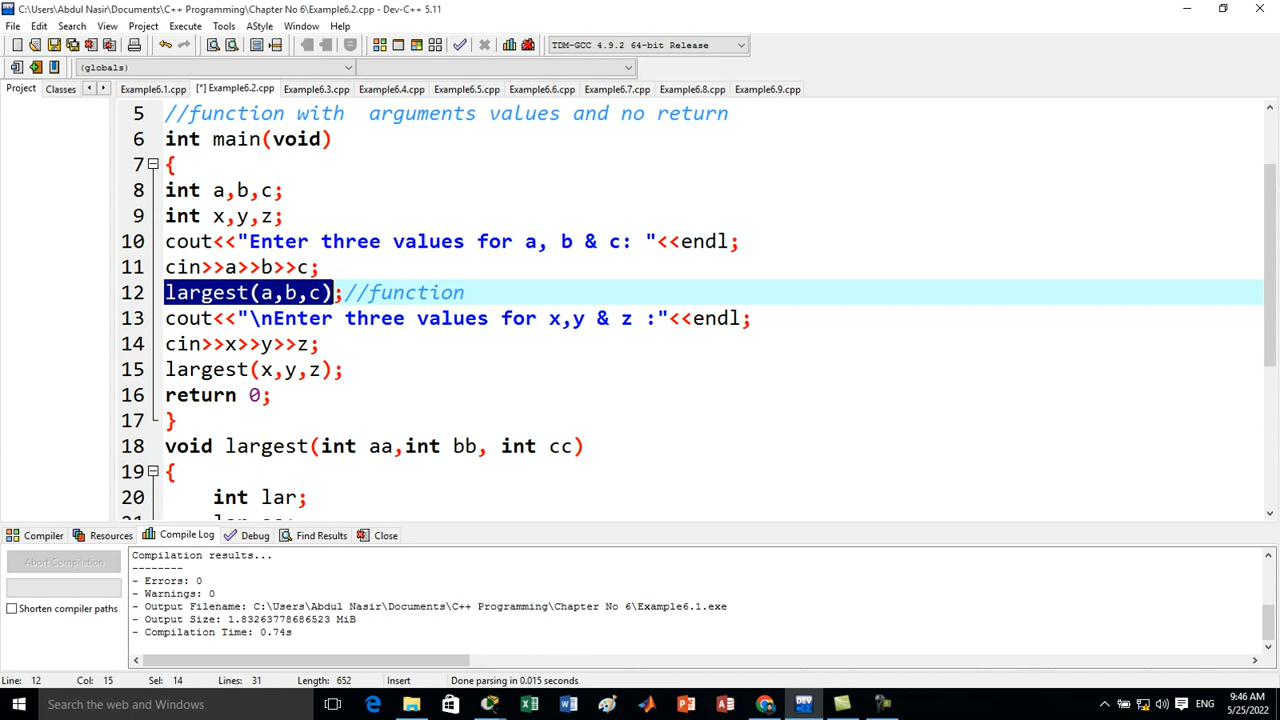 C:\Users\Abdul Nasir\Documents\C++ Programming\Chapter No 6\Example6.2.cpp - Dev-C++ 5.11
File Edit Search View Project Execute Tools AStyle Window Help
TDM-GCC 4.9.2 64-bit Release
(globals)
Project Classes Example6.1.cpp [*] Example6.2.cpp Example6.3.cpp Example6.4.cpp Example6.5.cpp Example6.6.cpp Example6.7.cpp Example6.8.cpp Example6.9.cpp
5 //function with  arguments values and no return
6 int main(void)
7 {
8 int a,b,c;
9 int x,y,z;
10 cout<<"Enter three values for a, b & c: "<<endl;
11 cin>>a>>b>>c;
12 largest(a,b,c);//function
13 cout<<"\nEnter three values for x,y & z :"<<endl;
14 cin>>x>>y>>z;
15 largest(x,y,z);
16 return 0;
17 }
18 void largest(int aa,int bb, int cc)
19 {
20 int lar;
Compiler Resources Compile Log Debug Find Results Close
Abort Compilation
Shorten compiler paths
Compilation results...
--------
- Errors: 0
- Warnings: 0
- Output Filename: C:\Users\Abdul Nasir\Documents\C++ Programming\Chapter No 6\Example6.1.exe
- Output Size: 1.83263778686523 MiB
- Compilation Time: 0.74s
Line: 12 Col: 15 Sel: 14 Lines: 31 Length: 652 Insert Done parsing in 0.015 seconds
Search the web and Windows
ENG
9:46 AM
5/25/2022